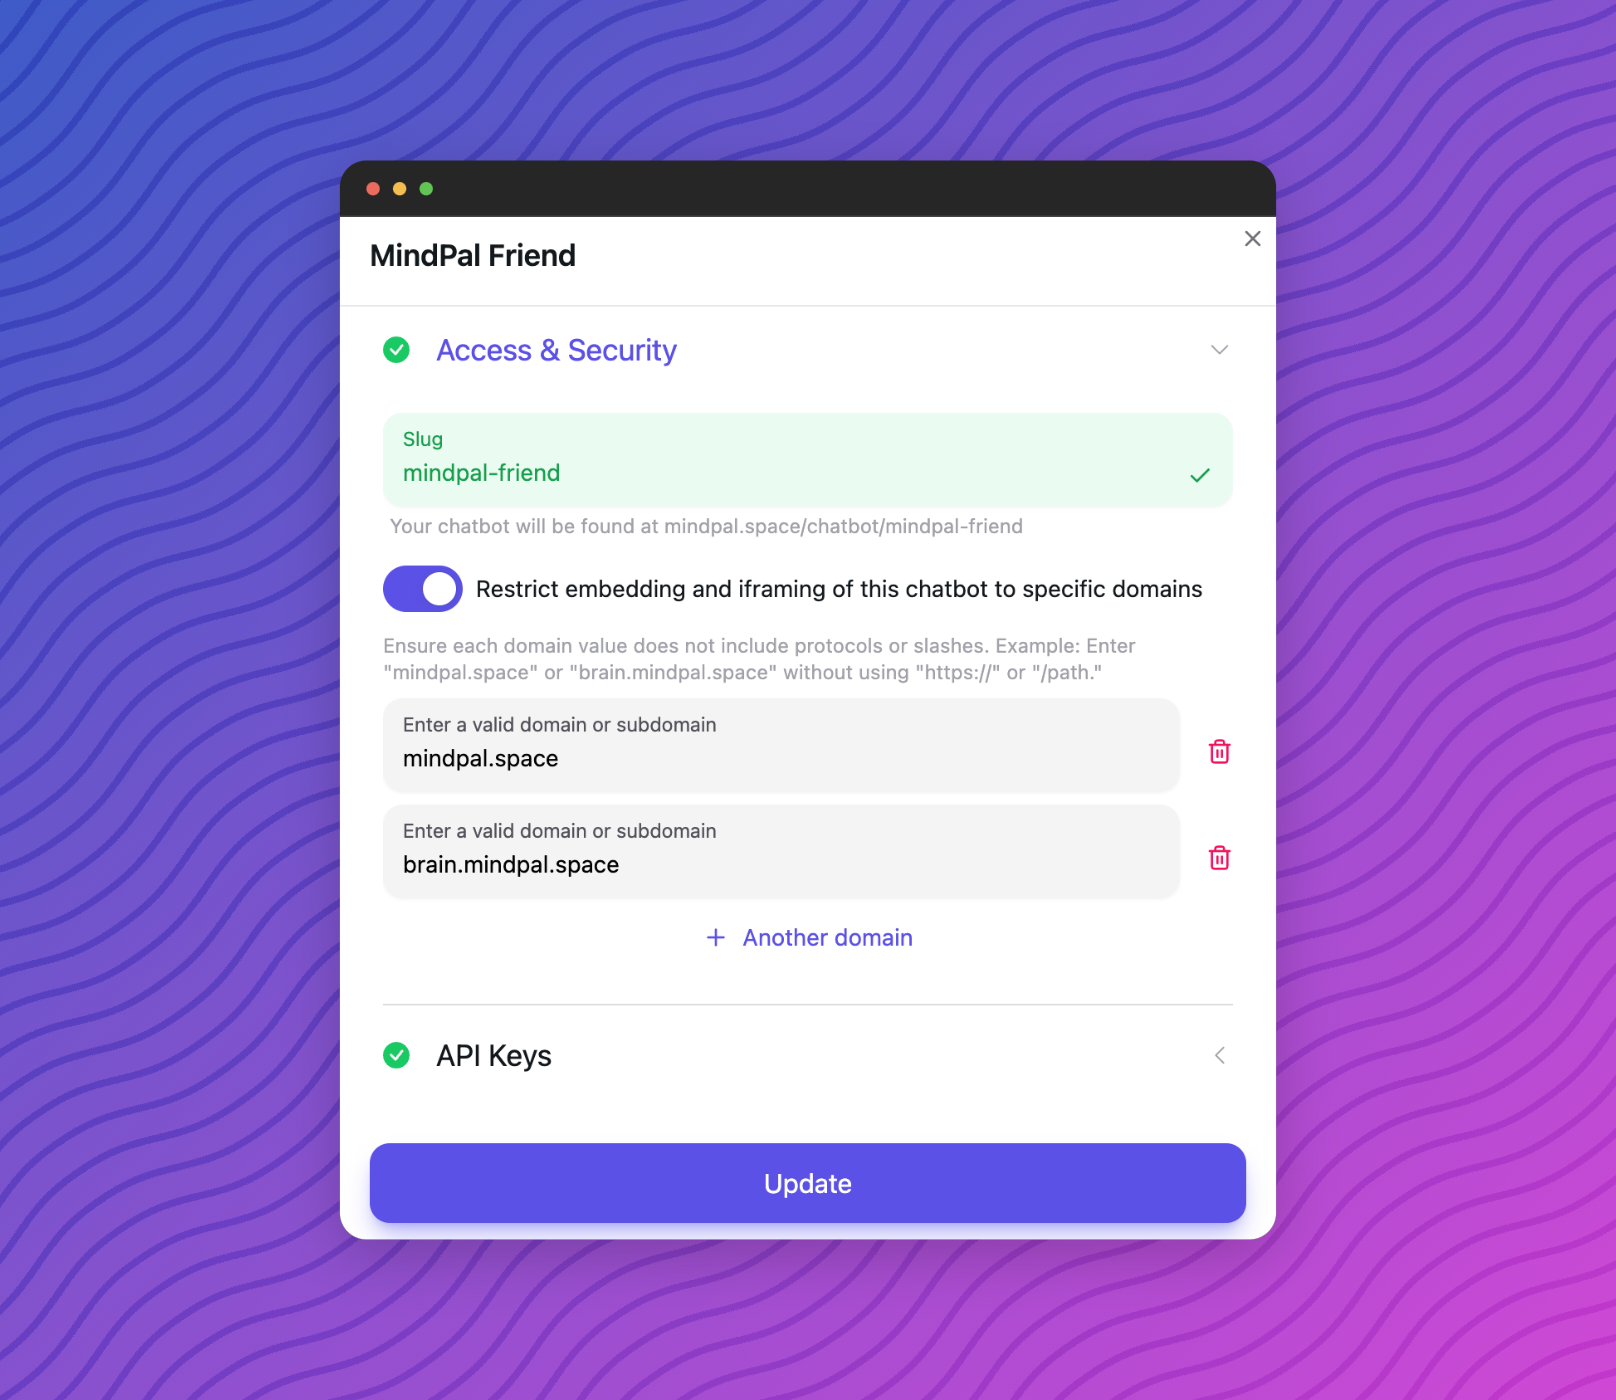 MindPal Friend
Access & Security
Slug
mindpal-friend
Your chatbot will be found at mindpal.space/chatbot/mindpal-friend
Restrict embedding and iframing of this chatbot to specific domains
Ensure each domain value does not include protocols or slashes. Example: Enter
"mindpal.space" or "brain.mindpal.space" without using "https://" or "/path."
Enter a valid domain or subdomain
mindpal.space
Enter a valid domain or subdomain
brain.mindpal.space
+ Another domain
API Keys
Update